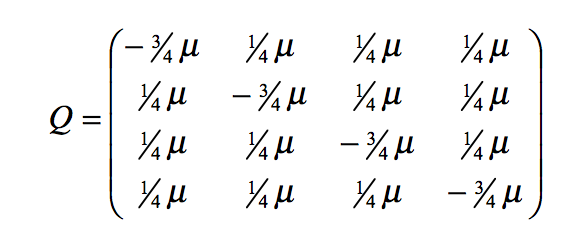 − ¾ μ ¼ μ ¼ μ ¼ μ
¼ μ − ¾ μ ¼ μ ¼ μ
Q =
¼ μ ¼ μ − ¾ μ ¼ μ
¼ μ ¼ μ ¼ μ − ¾ μ